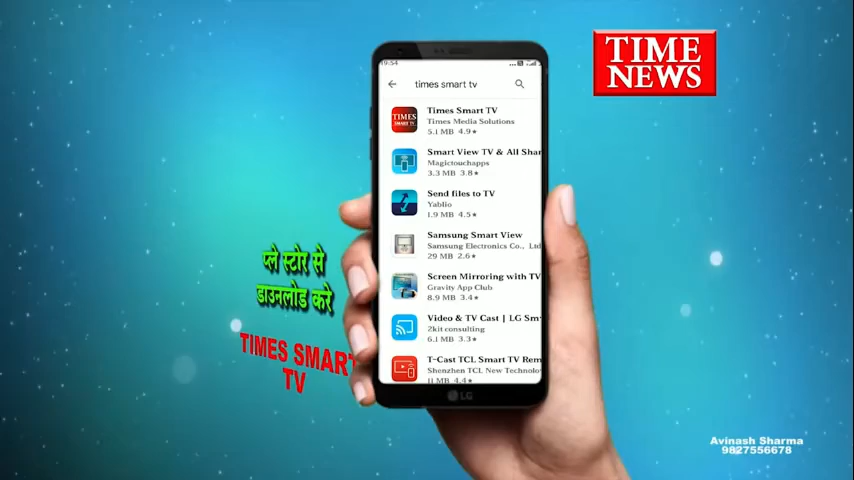 TIME
NEWS
19:54
times smart tv
Times Smart TV
Times Media Solutions
5.1 MB 4.9★
Smart View TV & All Shar
Magictouchapps
3.3 MB 3.8★
Send files to TV
Yablio
1.9 MB 4.5★
Samsung Smart View
Samsung Electronics Co., Ltd
29 MB 2.6★
Screen Mirroring with TV
Gravity App Club
8.9 MB 3.4★
Video & TV Cast | LG Sm
2kit consulting
6.1 MB 3.3★
T-Cast TCL Smart TV Rem
Shenzhen TCL New Technolo
11 MB 4.4★
LG
प्ले स्टोर से
डाउनलोड करे
TIMES SMART
TV
TIMES
SMART TV
Avinash Sharma
9827556678